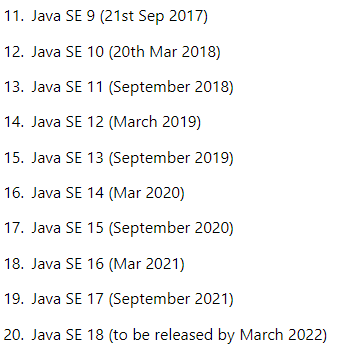 11. Java SE 9 (21st Sep 2017)
12. Java SE 10 (20th Mar 2018)
13. Java SE 11 (September 2018)
14. Java SE 12 (March 2019)
15. Java SE 13 (September 2019)
16. Java SE 14 (Mar 2020)
17. Java SE 15 (September 2020)
18. Java SE 16 (Mar 2021)
19. Java SE 17 (September 2021)
20. Java SE 18 (to be released by March 2022)